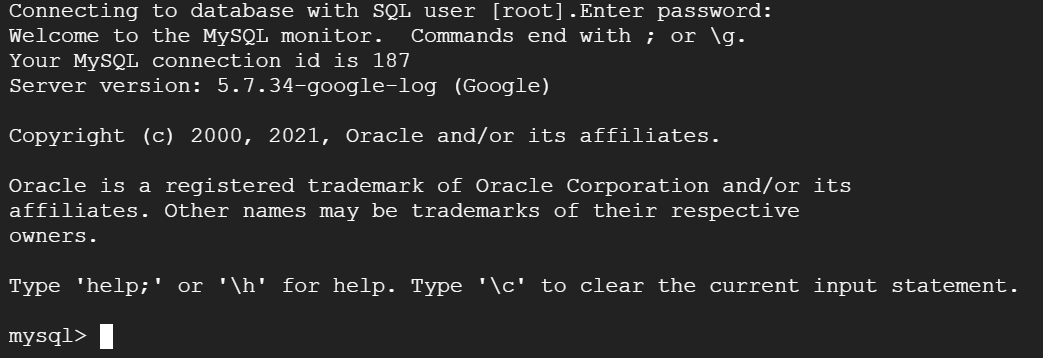 Connecting to database with SQL user [root].Enter password:
Welcome to the MySQL monitor.  Commands end with ; or \g.
Your MySQL connection id is 187
Server version: 5.7.34-google-log (Google)
Copyright (c) 2000, 2021, Oracle and/or its affiliates.
Oracle is a registered trademark of Oracle Corporation and/or its
affiliates. Other names may be trademarks of their respective
owners.
Type 'help;' or '\h' for help. Type '\c' to clear the current input statement.
mysql>